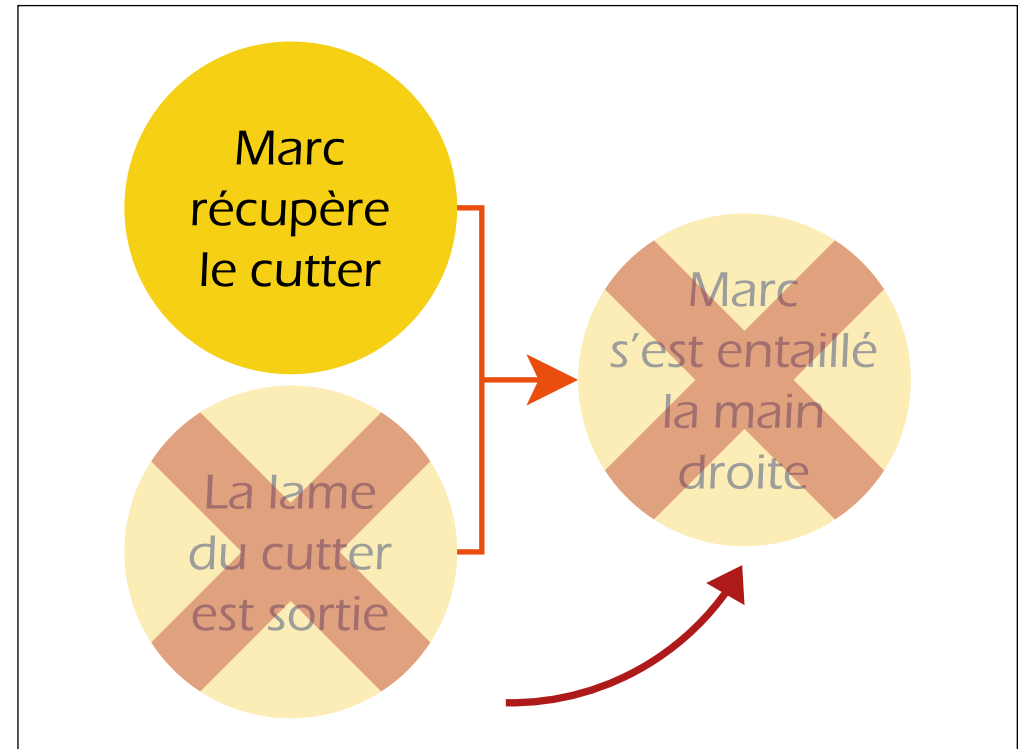 Marc
récupère
le cutter
Marc
s'est entaillé
la main
droite
La lame
du cutter
est sortie